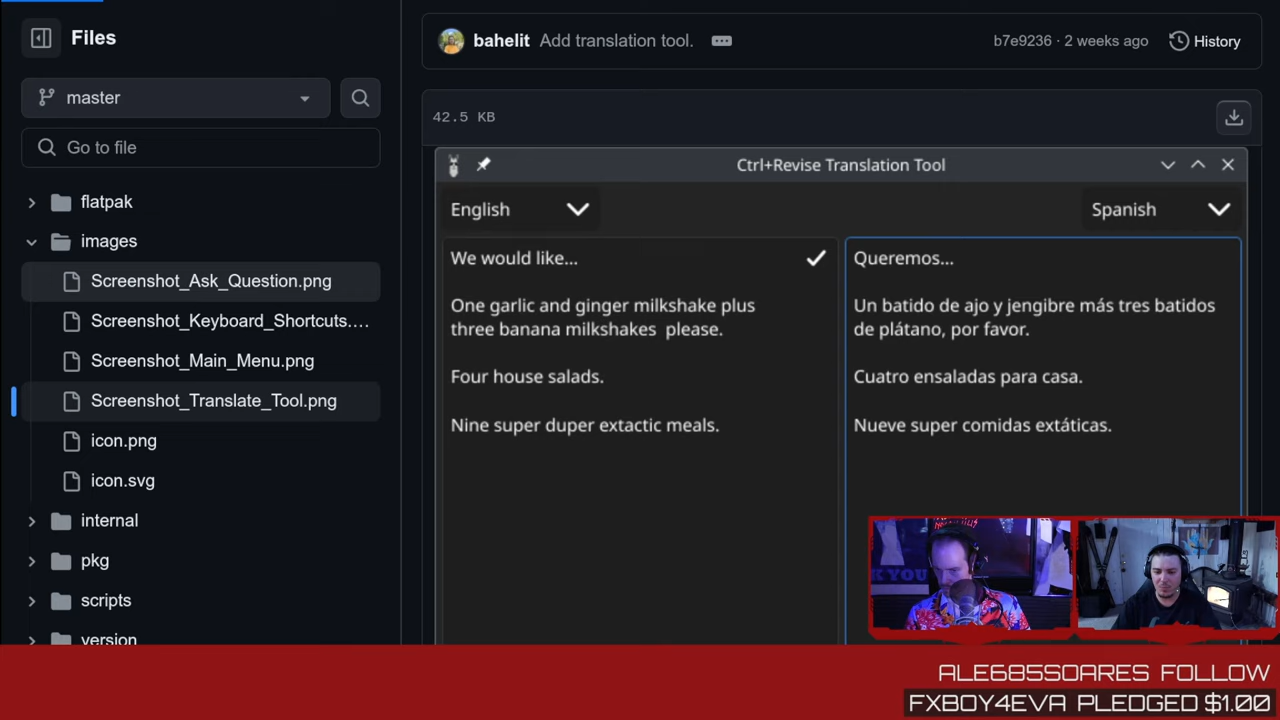 Files
master
Go to file
flatpak
images
Screenshot_Ask_Question.png
Screenshot_Keyboard_Shortcuts....
Screenshot_Main_Menu.png
Screenshot_Translate_Tool.png
icon.png
icon.svg
internal
pkg
scripts
version
bahelit Add translation tool.
b7e9236 · 2 weeks ago
History
42.5 KB
Ctrl+Revise Translation Tool
English
Spanish
We would like...
One garlic and ginger milkshake plus
three banana milkshakes  please.
Four house salads.
Nine super duper extactic meals.
Queremos...
Un batido de ajo y jengibre más tres batidos
de plátano, por favor.
Cuatro ensaladas para casa.
Nueve super comidas extáticas.
ALE685SOARES FOLLOW
FXBOY4EVA PLEDGED $1.00